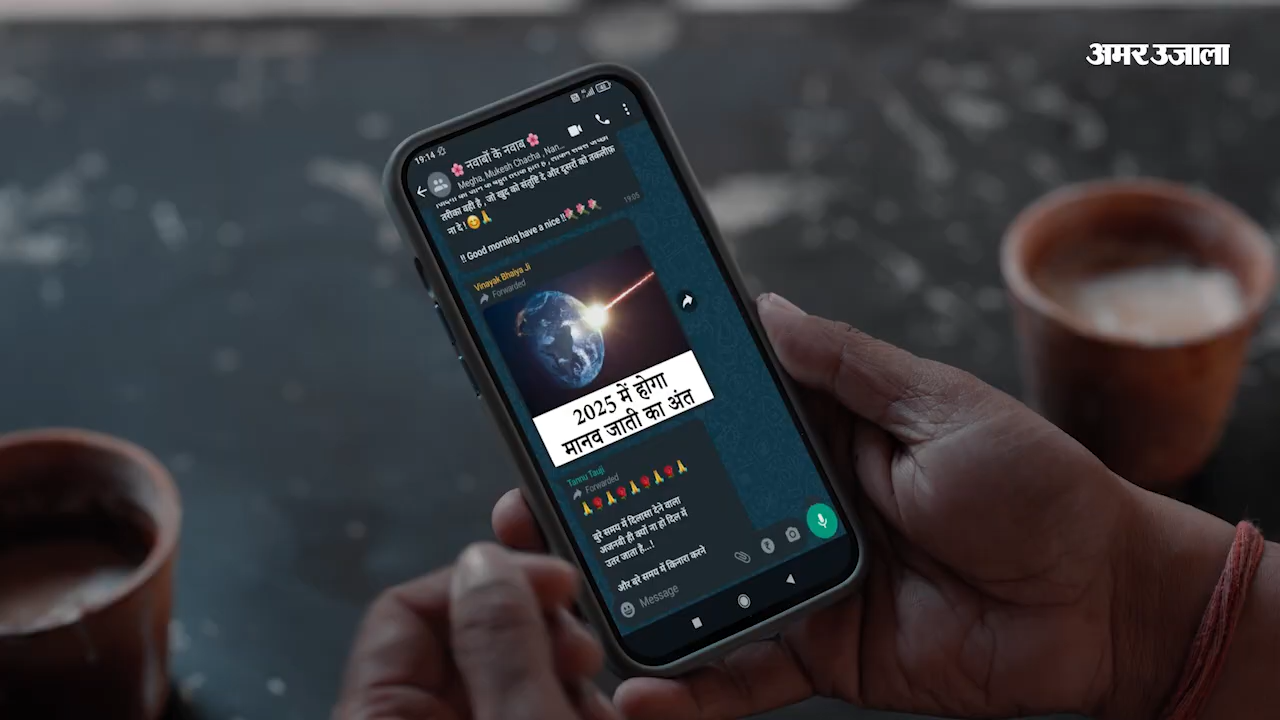 अमर उजाला
19:14
🌸 नवाबों के नवाब 🌸
Megha, Mukesh Chacha, Nan...
तरीका वही है, जो खुद को संतुष्टि दे और दूसरों को तकलीफ़
ना दे ! 😊🙏
19:05
!! Good morning have a nice !!💐💐💐
Vinayak Bhaiya Ji
Forwarded
2025 में होगा
मानव जाती का अंत
Tannu Tauji
Forwarded
🙏🌹🙏🌹🙏🌹🙏🌹🙏
बुरे समय में दिलासा देने वाला
अजनबी ही क्यों ना हो दिल में
उतर जाता है...!
और बुरे समय में किनारा करने
Message